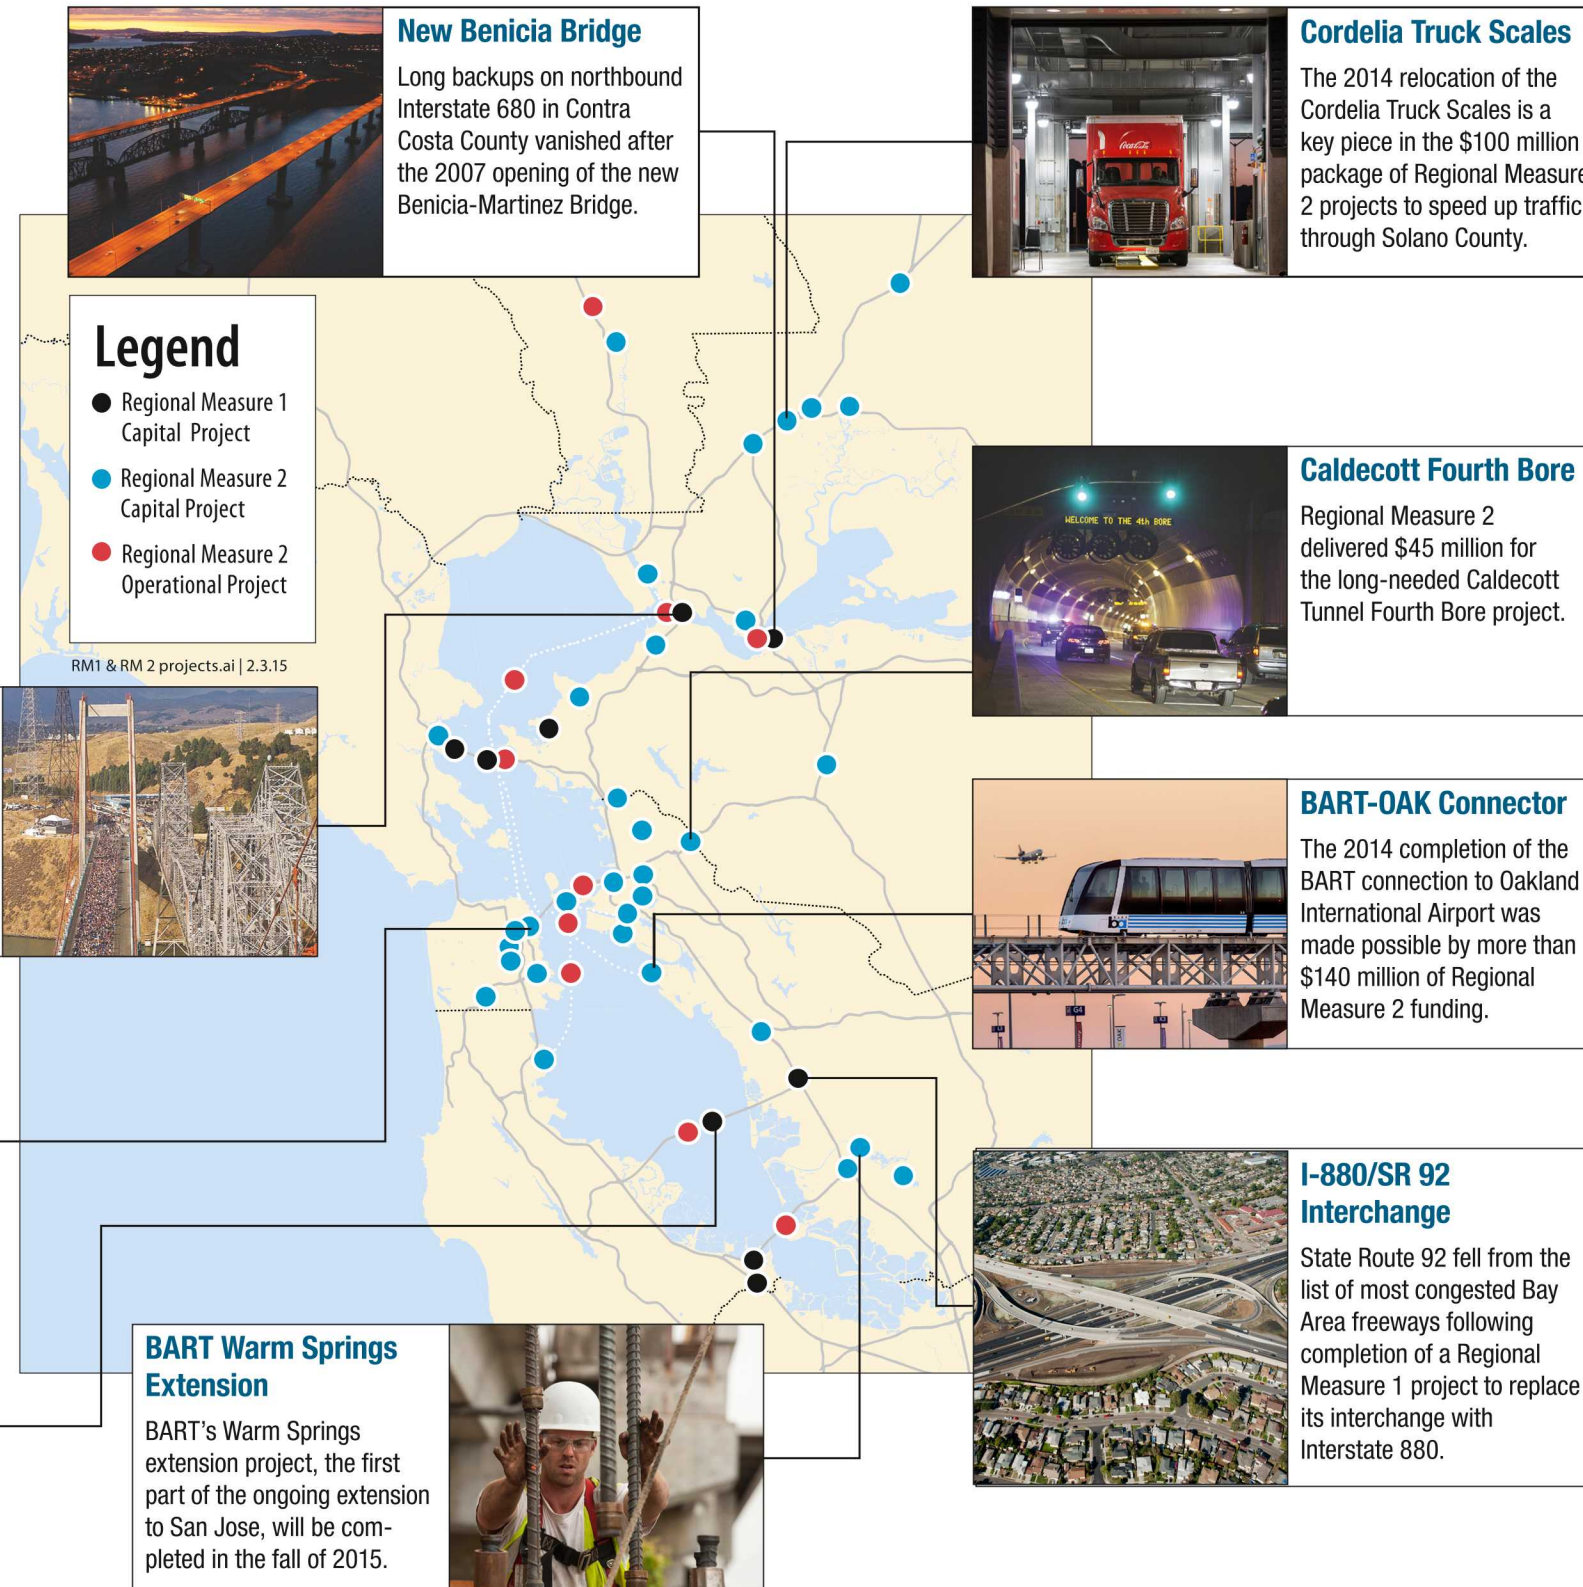 New Benicia Bridge
Long backups on northbound
Interstate 680 in Contra
Costa County vanished after
the 2007 opening of the new
Benicia-Martinez Bridge.
Cordelia Truck Scales
The 2014 relocation of the
Cordelia Truck Scales is a
key piece in the $100 million
package of Regional Measure
2 projects to speed up traffic
through Solano County.
Coca-Cola
Legend
Regional Measure 1
Capital Project
Regional Measure 2
Capital Project
Regional Measure 2
Operational Project
RM1 & RM 2 projects.ai | 2.3.15
WELCOME TO THE 4th BORE
Caldecott Fourth Bore
Regional Measure 2
delivered $45 million for
the long-needed Caldecott
Tunnel Fourth Bore project.
BART-OAK Connector
The 2014 completion of the
BART connection to Oakland
International Airport was
made possible by more than
$140 million of Regional
Measure 2 funding.
ba
G4
OAK
I-880/SR 92
Interchange
State Route 92 fell from the
list of most congested Bay
Area freeways following
completion of a Regional
Measure 1 project to replace
its interchange with
Interstate 880.
BART Warm Springs
Extension
BART's Warm Springs
extension project, the first
part of the ongoing extension
to San Jose, will be com-
pleted in the fall of 2015.